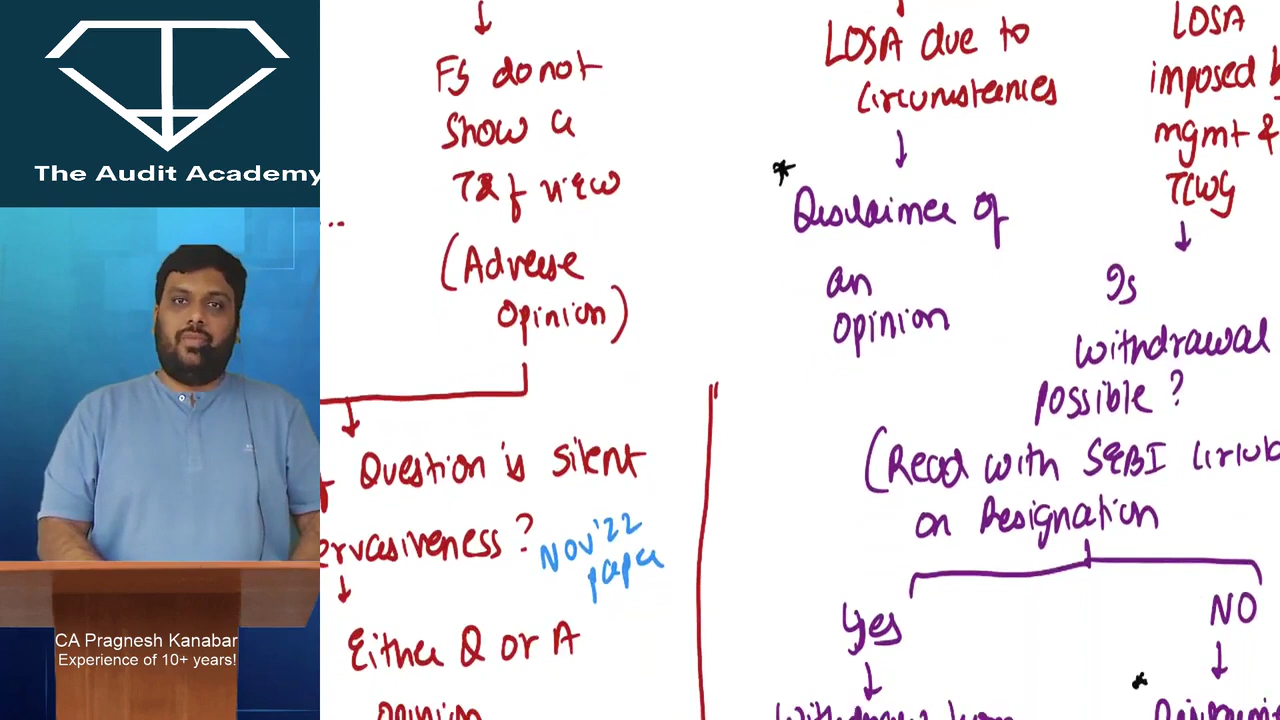 The Audit Academy
CA Pragnesh Kanabar
Experience of 10+ years!
FS do not
show a
T&f view
(Adverse
Opinion)
Question is silent
ervasiveness?
Nov'22
paper
Either Q or A
opinion
LOSA due to
circumstances
*
Disclaimer of
an
opinion
LOSA
imposed b
mgmt &
TCWG
Is
withdrawal
possible?
(Read with SEBI
on Resignation
Yes
NO
*